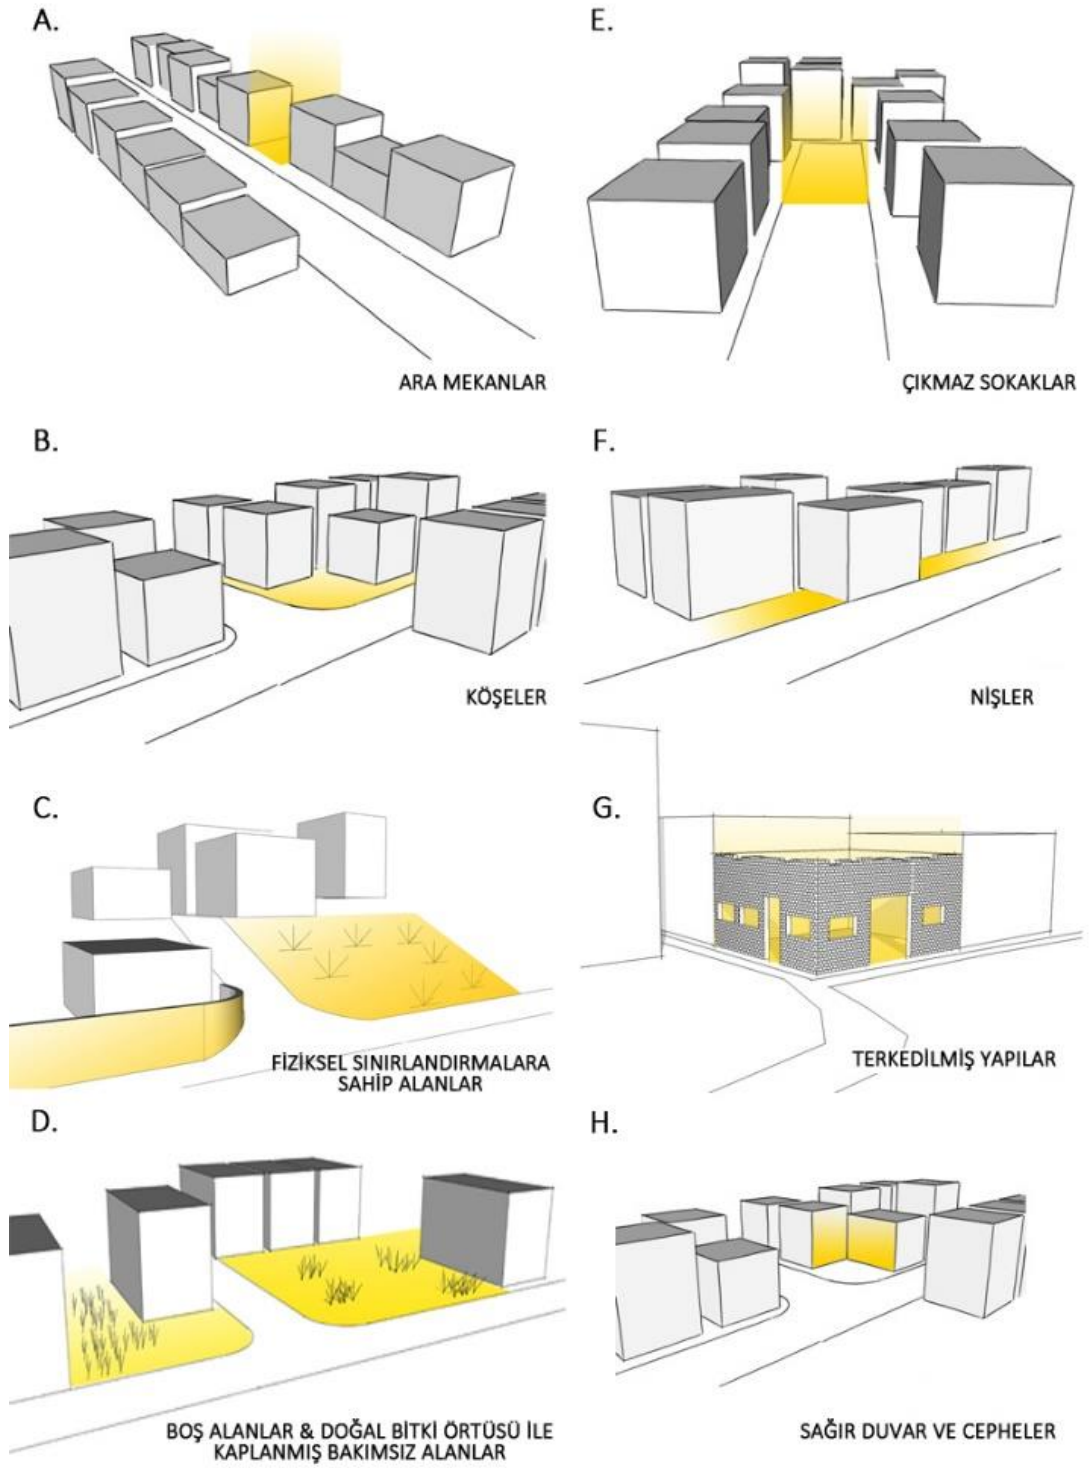 A.
ARA MEKANLAR
B.
KÖŞELER
C.
FİZİKSEL SINIRLANDIRMALARA
SAHİP ALANLAR
D.
BOŞ ALANLAR & DOĞAL BİTKİ ÖRTÜSÜ İLE
KAPLANMIŞ BAKIMSIZ ALANLAR
E.
ÇIKMAZ SOKAKLAR
F.
NİŞLER
G.
TERKEDİLMİŞ YAPILAR
H.
SAĞIR DUVAR VE CEPHELER